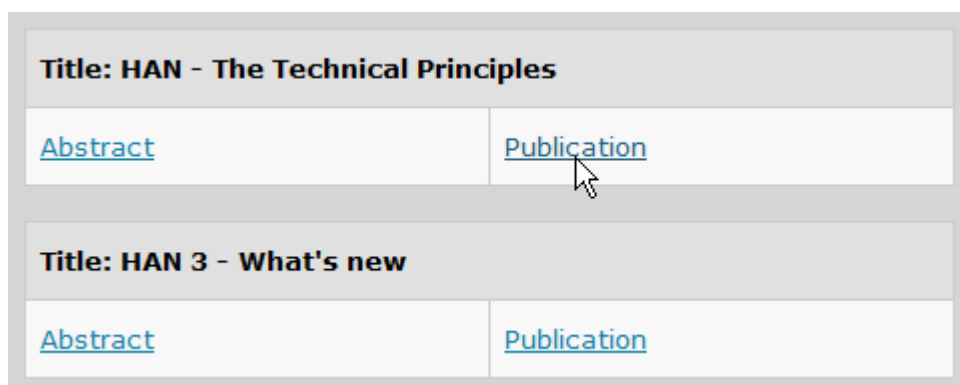 Title: HAN - The Technical Principles
Abstract Publication
Title: HAN 3 - What's new
Abstract Publication